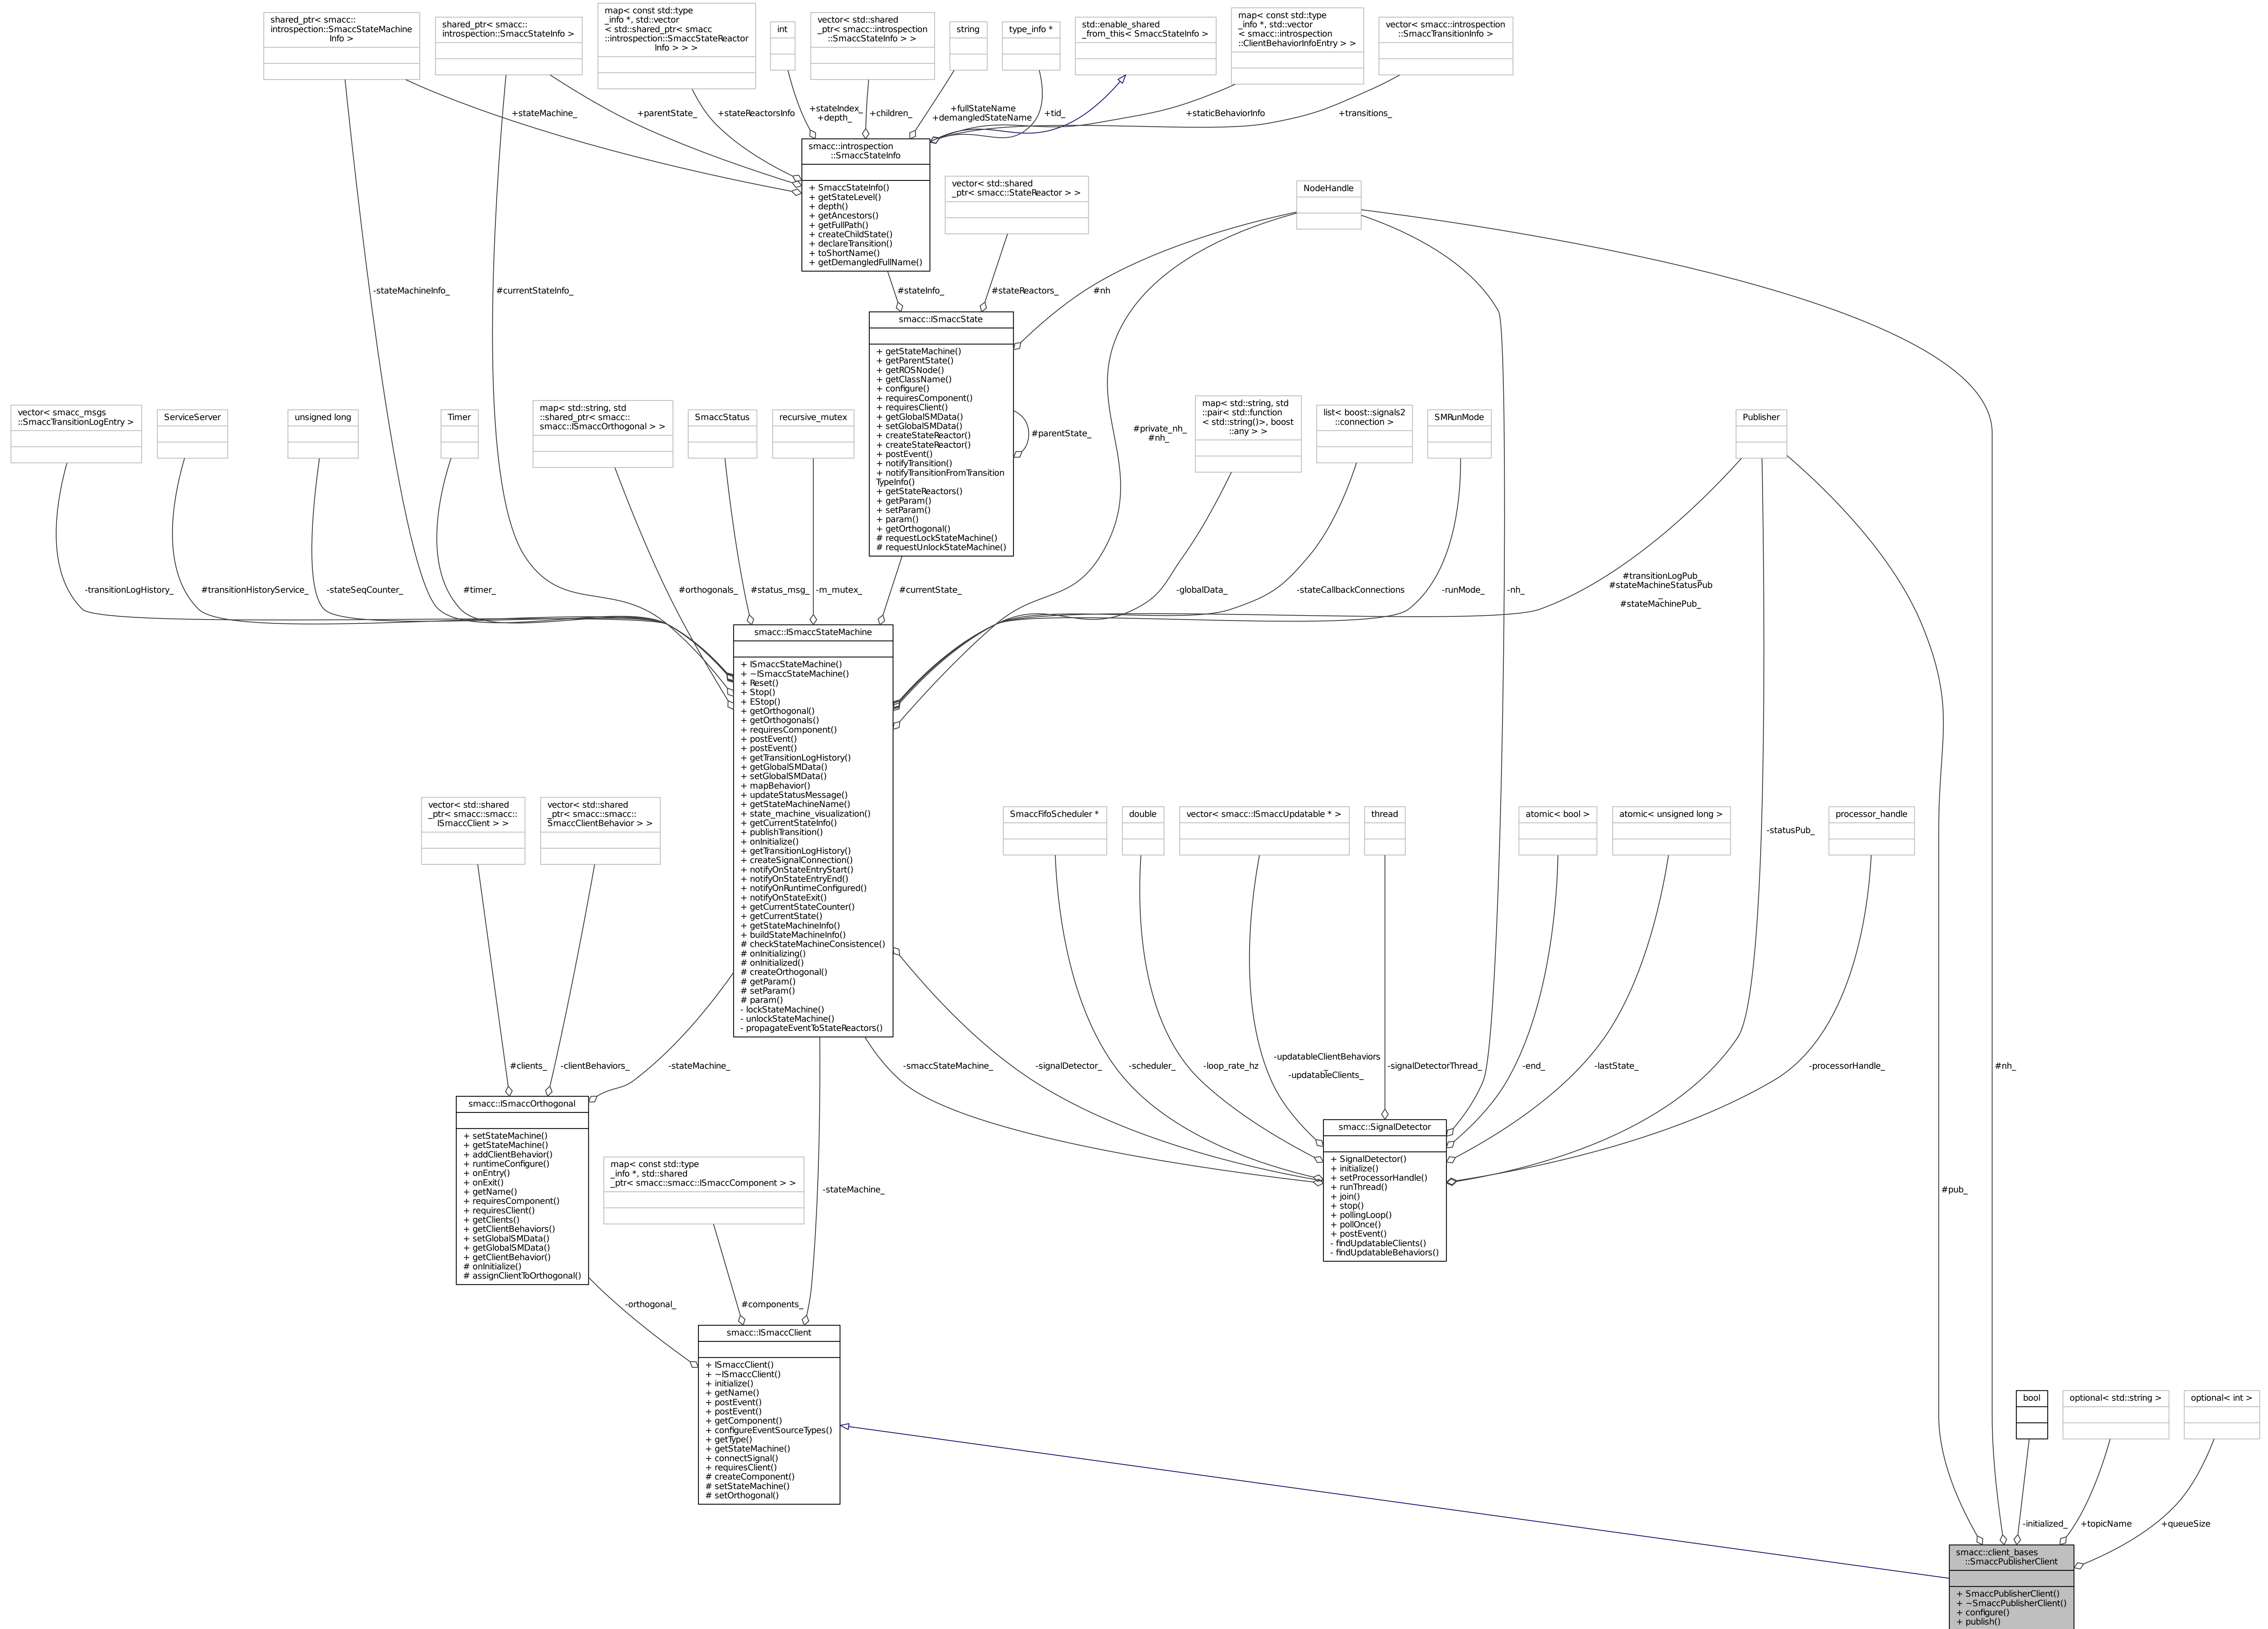 shared_ptr< smacc::
introspection::SmaccStateMachine
Info >
shared_ptr< smacc::
introspection::SmaccStateInfo >
map< const std::type
_info *, std::vector
< std::shared_ptr< smacc
::introspection::SmaccStateReactor
Info > > >
int
vector< std::shared
_ptr< smacc::introspection
::SmaccStateInfo > >
string
type_info *
std::enable_shared
_from_this< SmaccStateInfo >
map< const std::type
_info *, std::vector
< smacc::introspection
::ClientBehaviorInfoEntry > >
vector< smacc::introspection
::SmaccTransitionInfo >
+stateMachine_
+parentState_
+stateReactorsInfo
+stateIndex_
+depth_
+children_
+fullStateName
+demangledStateName
+tid_
+staticBehaviorInfo
+transitions_
smacc::introspection
::SmaccStateInfo
+ SmaccStateInfo()
+ getStateLevel()
+ depth()
+ getAncestors()
+ getFullPath()
+ createChildState()
+ declareTransition()
+ toShortName()
+ getDemangledFullName()
vector< std::shared
_ptr< smacc::StateReactor > >
NodeHandle
-stateMachineInfo_
#currentStateInfo_
#stateInfo_
#stateReactors_
#nh
smacc::ISmaccState
+ getStateMachine()
+ getParentState()
+ getROSNode()
+ getClassName()
+ configure()
+ requiresComponent()
+ requiresClient()
+ getGlobalSMData()
+ setGlobalSMData()
+ createStateReactor()
+ createStateReactor()
+ postEvent()
+ notifyTransition()
+ notifyTransitionFromTransition
TypeInfo()
+ getStateReactors()
+ getParam()
+ setParam()
+ param()
+ getOrthogonal()
# requestLockStateMachine()
# requestUnlockStateMachine()
#parentState_
#private_nh_
#nh_
vector< smacc_msgs
::SmaccTransitionLogEntry >
ServiceServer
unsigned long
Timer
map< std::string, std
::shared_ptr< smacc::
smacc::ISmaccOrthogonal > >
SmaccStatus
recursive_mutex
map< std::string, std
::pair< std::function
< std::string()>, boost
::any > >
list< boost::signals2
::connection >
SMRunMode
Publisher
-transitionLogHistory_
#transitionHistoryService_
-stateSeqCounter_
#timer_
#orthogonals_
#status_msg_
-m_mutex_
#currentState_
-globalData_
-stateCallbackConnections
-runMode_
-nh_
#transitionLogPub_
#stateMachineStatusPub
_
#stateMachinePub_
smacc::ISmaccStateMachine
+ ISmaccStateMachine()
+ ~ISmaccStateMachine()
+ Reset()
+ Stop()
+ EStop()
+ getOrthogonal()
+ getOrthogonals()
+ requiresComponent()
+ postEvent()
+ postEvent()
+ getTransitionLogHistory()
+ getGlobalSMData()
+ setGlobalSMData()
+ mapBehavior()
+ updateStatusMessage()
+ getStateMachineName()
+ state_machine_visualization()
+ getCurrentStateInfo()
+ publishTransition()
+ onInitialize()
+ getTransitionLogHistory()
+ createSignalConnection()
+ notifyOnStateEntryStart()
+ notifyOnStateEntryEnd()
+ notifyOnRuntimeConfigured()
+ notifyOnStateExit()
+ getCurrentStateCounter()
+ getCurrentState()
+ getStateMachineInfo()
+ buildStateMachineInfo()
# checkStateMachineConsistence()
# onInitializing()
# onInitialized()
# createOrthogonal()
# getParam()
# setParam()
# param()
- lockStateMachine()
- unlockStateMachine()
- propagateEventToStateReactors()
vector< std::shared
_ptr< smacc::smacc::
ISmaccClient > >
vector< std::shared
_ptr< smacc::smacc::
SmaccClientBehavior > >
SmaccFifoScheduler *
double
vector< smacc::ISmaccUpdatable * >
thread
atomic< bool >
atomic< unsigned long >
processor_handle
-statusPub_
#clients_
-clientBehaviors_
-stateMachine_
-smaccStateMachine_
-signalDetector_
-scheduler_
-loop_rate_hz
-updatableClientBehaviors
_
-updatableClients_
-signalDetectorThread_
-end_
-lastState_
-processorHandle_
#nh_
smacc::ISmaccOrthogonal
+ setStateMachine()
+ getStateMachine()
+ addClientBehavior()
+ runtimeConfigure()
+ onEntry()
+ onExit()
+ getName()
+ requiresComponent()
+ requiresClient()
+ getClients()
+ getClientBehaviors()
+ setGlobalSMData()
+ getGlobalSMData()
+ getClientBehavior()
# onInitialize()
# assignClientToOrthogonal()
map< const std::type
_info *, std::shared
_ptr< smacc::smacc::ISmaccComponent > >
-stateMachine_
smacc::SignalDetector
+ SignalDetector()
+ initialize()
+ setProcessorHandle()
+ runThread()
+ join()
+ stop()
+ pollingLoop()
+ pollOnce()
+ postEvent()
- findUpdatableClients()
- findUpdatableBehaviors()
#pub_
-orthogonal_
#components_
smacc::ISmaccClient
+ ISmaccClient()
+ ~ISmaccClient()
+ initialize()
+ getName()
+ postEvent()
+ postEvent()
+ getComponent()
+ configureEventSourceTypes()
+ getType()
+ getStateMachine()
+ connectSignal()
+ requiresClient()
# createComponent()
# setStateMachine()
# setOrthogonal()
bool
optional< std::string >
optional< int >
-initialized_
+topicName
+queueSize
smacc::client_bases
::SmaccPublisherClient
+ SmaccPublisherClient()
+ ~SmaccPublisherClient()
+ configure()
+ publish()